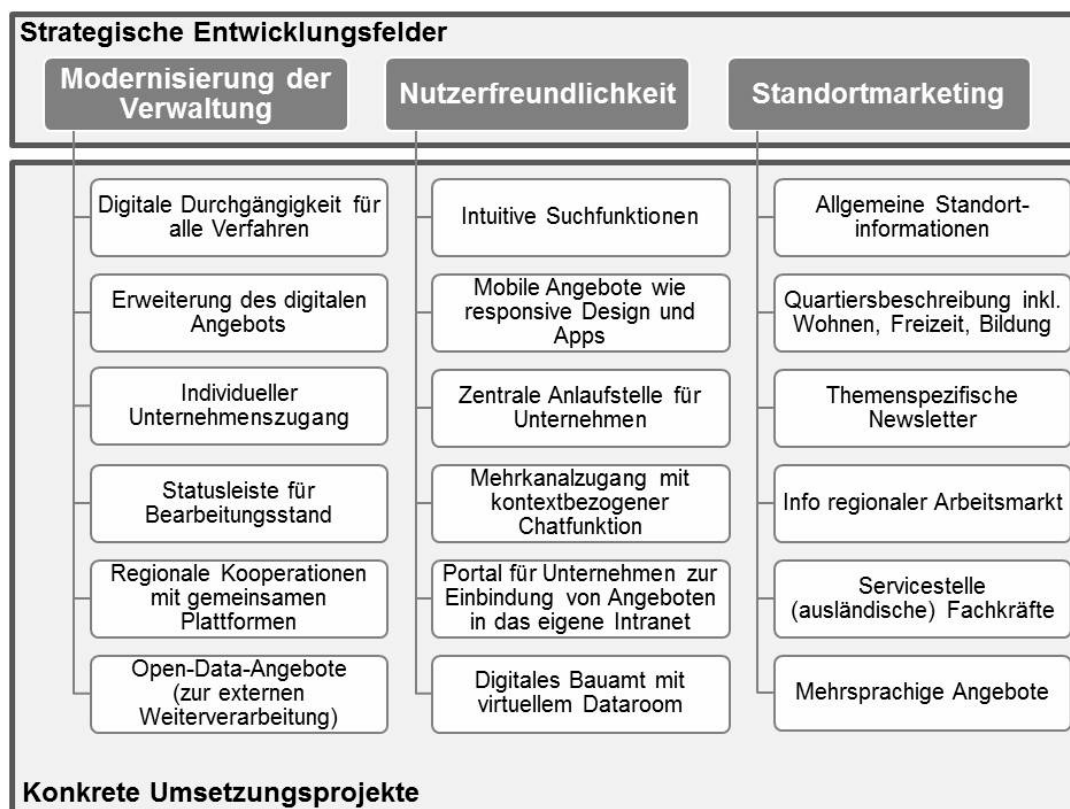 Strategische Entwicklungsfelder
Modernisierung der
Verwaltung
Digitale Durchgängigkeit für
alle Verfahren
Erweiterung des digitalen
Angebots
Individueller
Unternehmenszugang
Statusleiste für
Bearbeitungsstand
Regionale Kooperationen
mit gemeinsamen
Plattformen
Open-Data-Angebote
(zur externen
Weiterverarbeitung)
Nutzerfreundlichkeit
Intuitive Suchfunktionen
Mobile Angebote wie
responsive Design und
Apps
Zentrale Anlaufstelle für
Unternehmen
Mehrkanalzugang mit
kontextbezogener
Chatfunktion
Portal für Unternehmen zur
Einbindung von Angeboten
in das eigene Intranet
Digitales Bauamt mit
virtuellem Dataroom
Standortmarketing
Allgemeine Standort-
informationen
Quartiersbeschreibung inkl.
Wohnen, Freizeit, Bildung
Themenspezifische
Newsletter
Info regionaler Arbeitsmarkt
Servicestelle
(ausländische) Fachkräfte
Mehrsprachige Angebote
Konkrete Umsetzungsprojekte